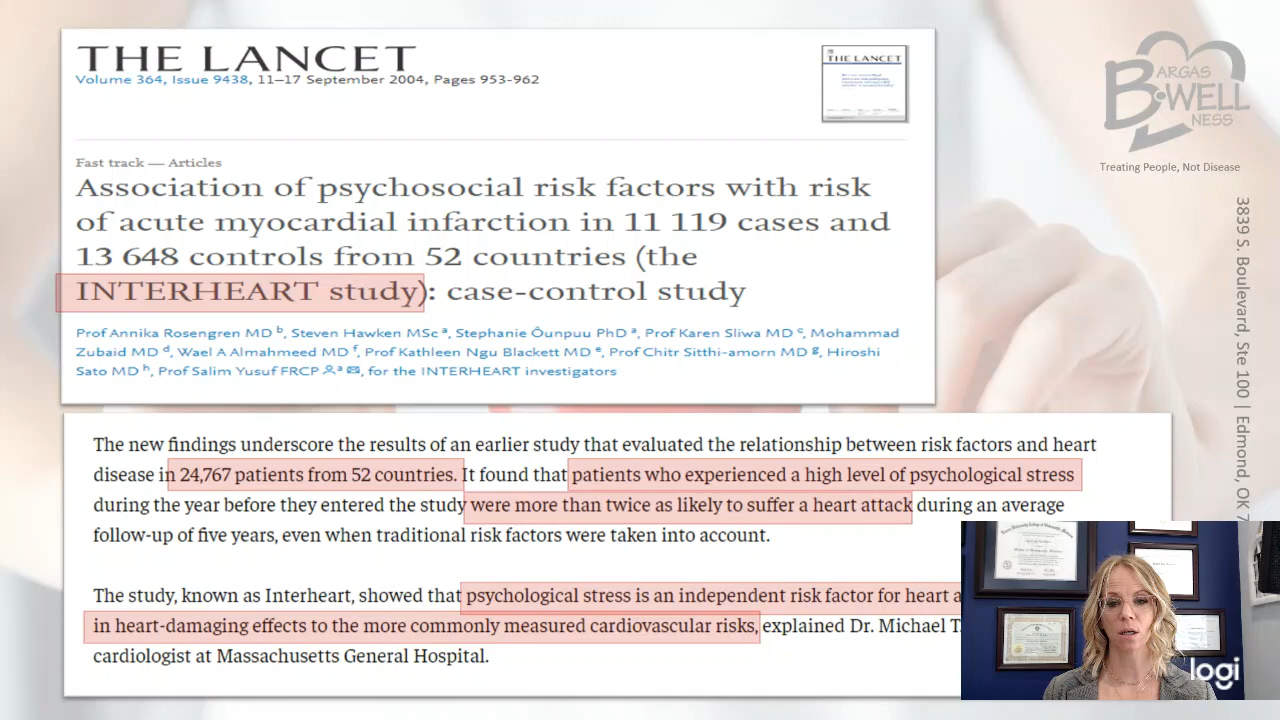 THE LANCET
Volume 364, Issue 9438, 11–17 September 2004, Pages 953-962
THE LANCET
Fast track — Articles
Association of psychosocial risk factors with risk
of acute myocardial infarction in 11 119 cases and
13 648 controls from 52 countries (the
INTERHEART study): case-control study
Prof Annika Rosengren MD b, Steven Hawken MSc a, Stephanie Ôunpuu PhD a, Prof Karen Sliwa MD c, Mohammad
Zubaid MD d, Wael A Almahmeed MD f, Prof Kathleen Ngu Blackett MD e, Prof Chitr Sitthi-amorn MD g, Hiroshi
Sato MD h, Prof Salim Yusuf FRCP a, for the INTERHEART investigators
The new findings underscore the results of an earlier study that evaluated the relationship between risk factors and heart
disease in 24,767 patients from 52 countries. It found that patients who experienced a high level of psychological stress
during the year before they entered the study were more than twice as likely to suffer a heart attack during an average
follow-up of five years, even when traditional risk factors were taken into account.
The study, known as Interheart, showed that psychological stress is an independent risk factor for heart
in heart-damaging effects to the more commonly measured cardiovascular risks, explained Dr. Michael T
cardiologist at Massachusetts General Hospital.
BARGAS
WELL
NESS
Treating People, Not Disease
3839 S. Boulevard, Ste 100 | Edmond, OK 7
logi